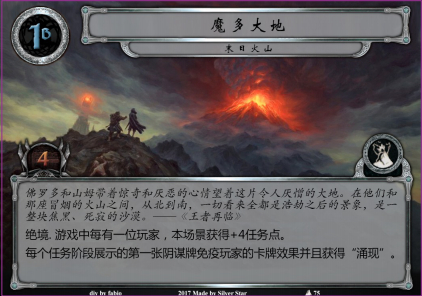 1B
魔多大地
末日火山
4
佛罗多和山姆带着惊奇和厌恶的心情望着这片令人厌憎的大地。在他们和
那座冒烟的火山之间，从北到南，一切看来全都是浩劫之后的景象，是一
整块焦黑、死寂的沙漠。——《王者再临》
绝境. 游戏中每有一位玩家，本场景获得+4任务点。
每个任务阶段展示的第一张阴谋牌免疫玩家的卡牌效果并且获得“涌现”。
diy by fabio
2017 Made by Silver Star
75